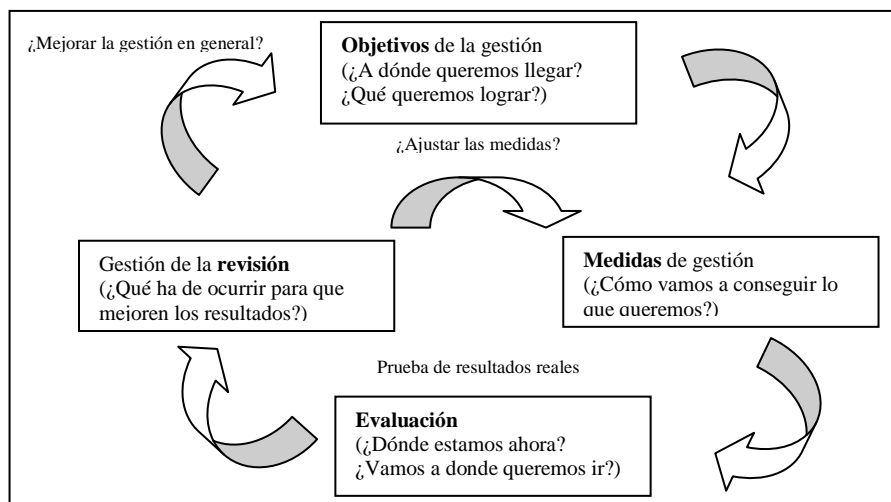 ¿Mejorar la gestión en general?
Objetivos de la gestión
(¿A dónde queremos llegar?
¿Qué queremos lograr?)
¿Ajustar las medidas?
Gestión de la revisión
(¿Qué ha de ocurrir para que
mejoren los resultados?)
Medidas de gestión
(¿Cómo vamos a conseguir lo
que queremos?)
Prueba de resultados reales
Evaluación
(¿Dónde estamos ahora?
¿Vamos a donde queremos ir?)